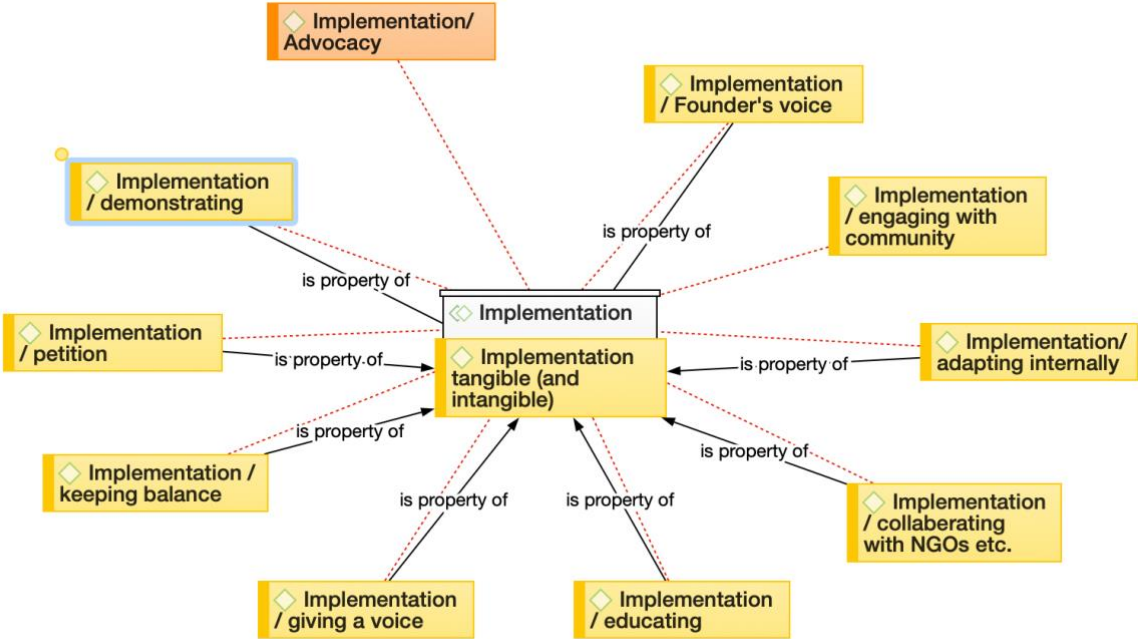 Implementation/
Advocacy
Implementation
/ Founder's voice
Implementation
/ demonstrating
Implementation
/ engaging with
community
is property of
is property of
Implementation
Implementation
/ petition
is property of
Implementation
tangible (and
intangible)
is property of
Implementation/
adapting internally
is property of
is property of
Implementation /
keeping balance
is property of
is property of
Implementation
/ collaberating
with NGOs etc.
Implementation
/ giving a voice
Implementation
/ educating